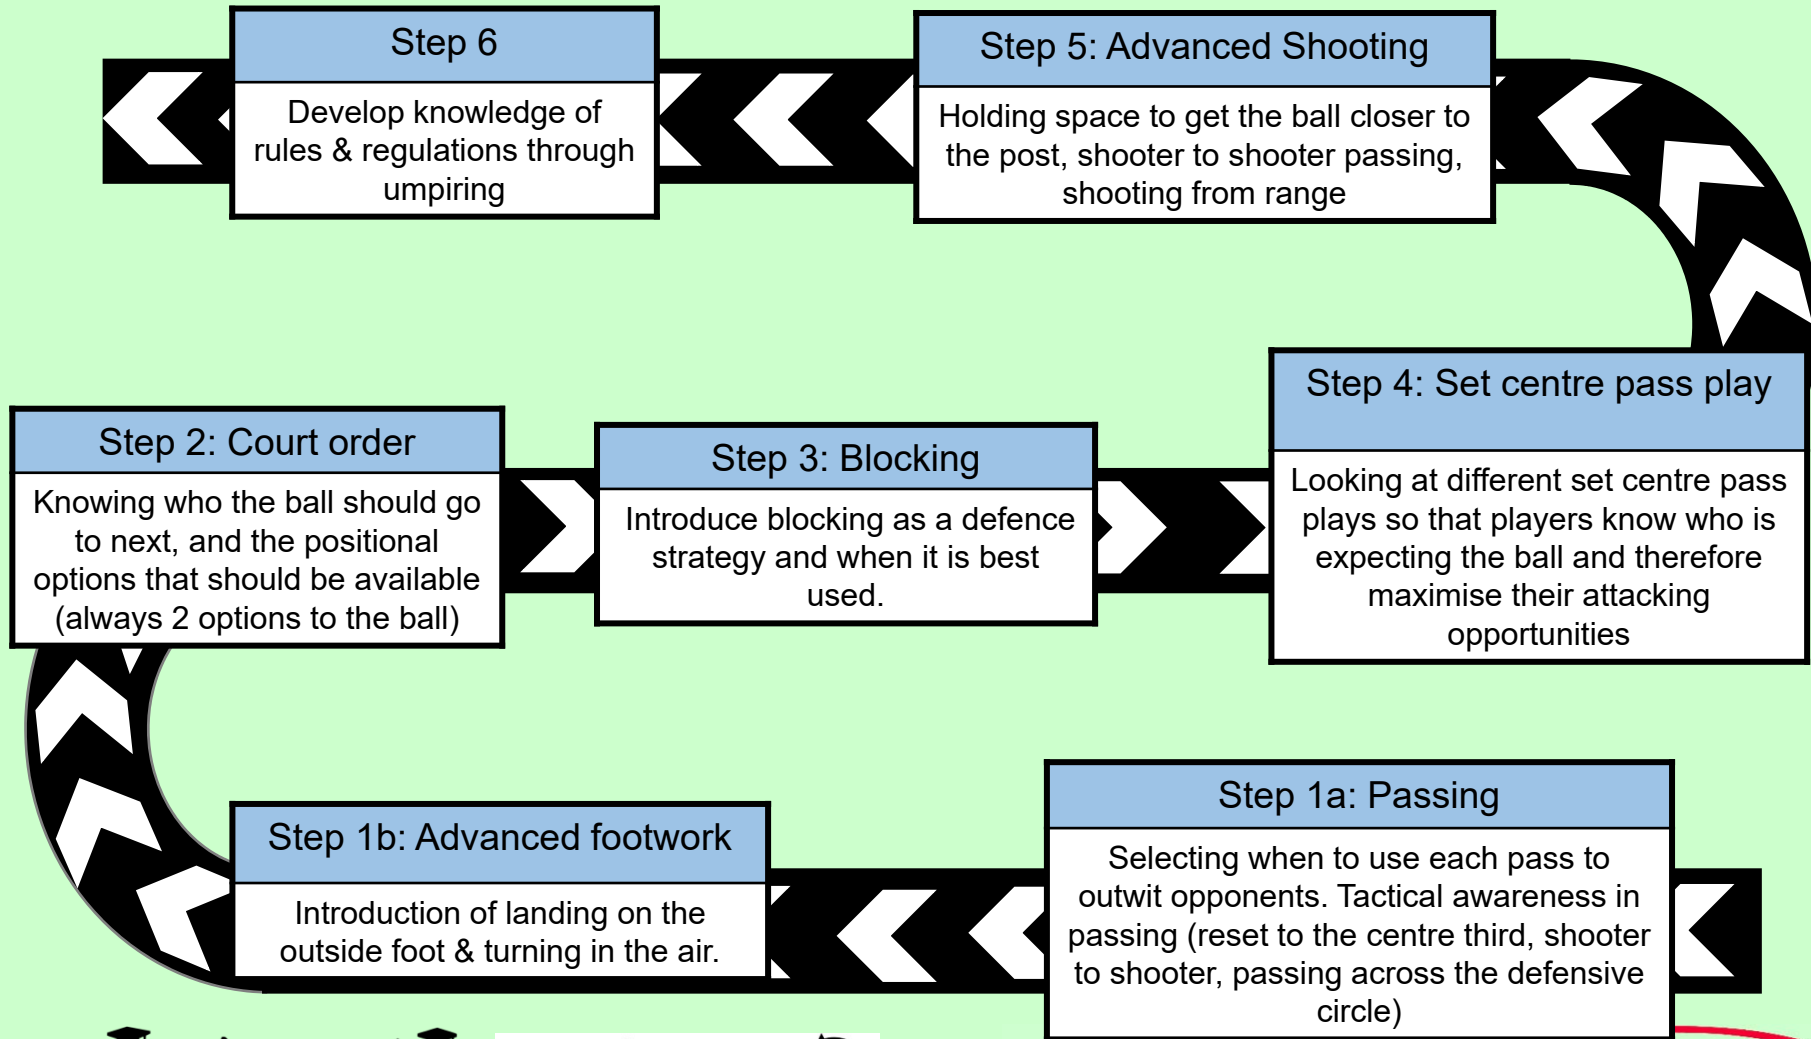 Step 6
Develop knowledge of
rules & regulations through
umpiring
Step 5: Advanced Shooting
Holding space to get the ball closer to
the post, shooter to shooter passing,
shooting from range
Step 2: Court order
Knowing who the ball should go
to next, and the positional
options that should be available
(always 2 options to the ball)
Step 3: Blocking
Introduce blocking as a defence
strategy and when it is best
used.
Step 4: Set centre pass play
Looking at different set centre pass
plays so that players know who is
expecting the ball and therefore
maximise their attacking
opportunities
Step 1b: Advanced footwork
Introduction of landing on the
outside foot & turning in the air.
Step 1a: Passing
Selecting when to use each pass to
outwit opponents. Tactical awareness in
passing (reset to the centre third, shooter
to shooter, passing across the defensive
circle)